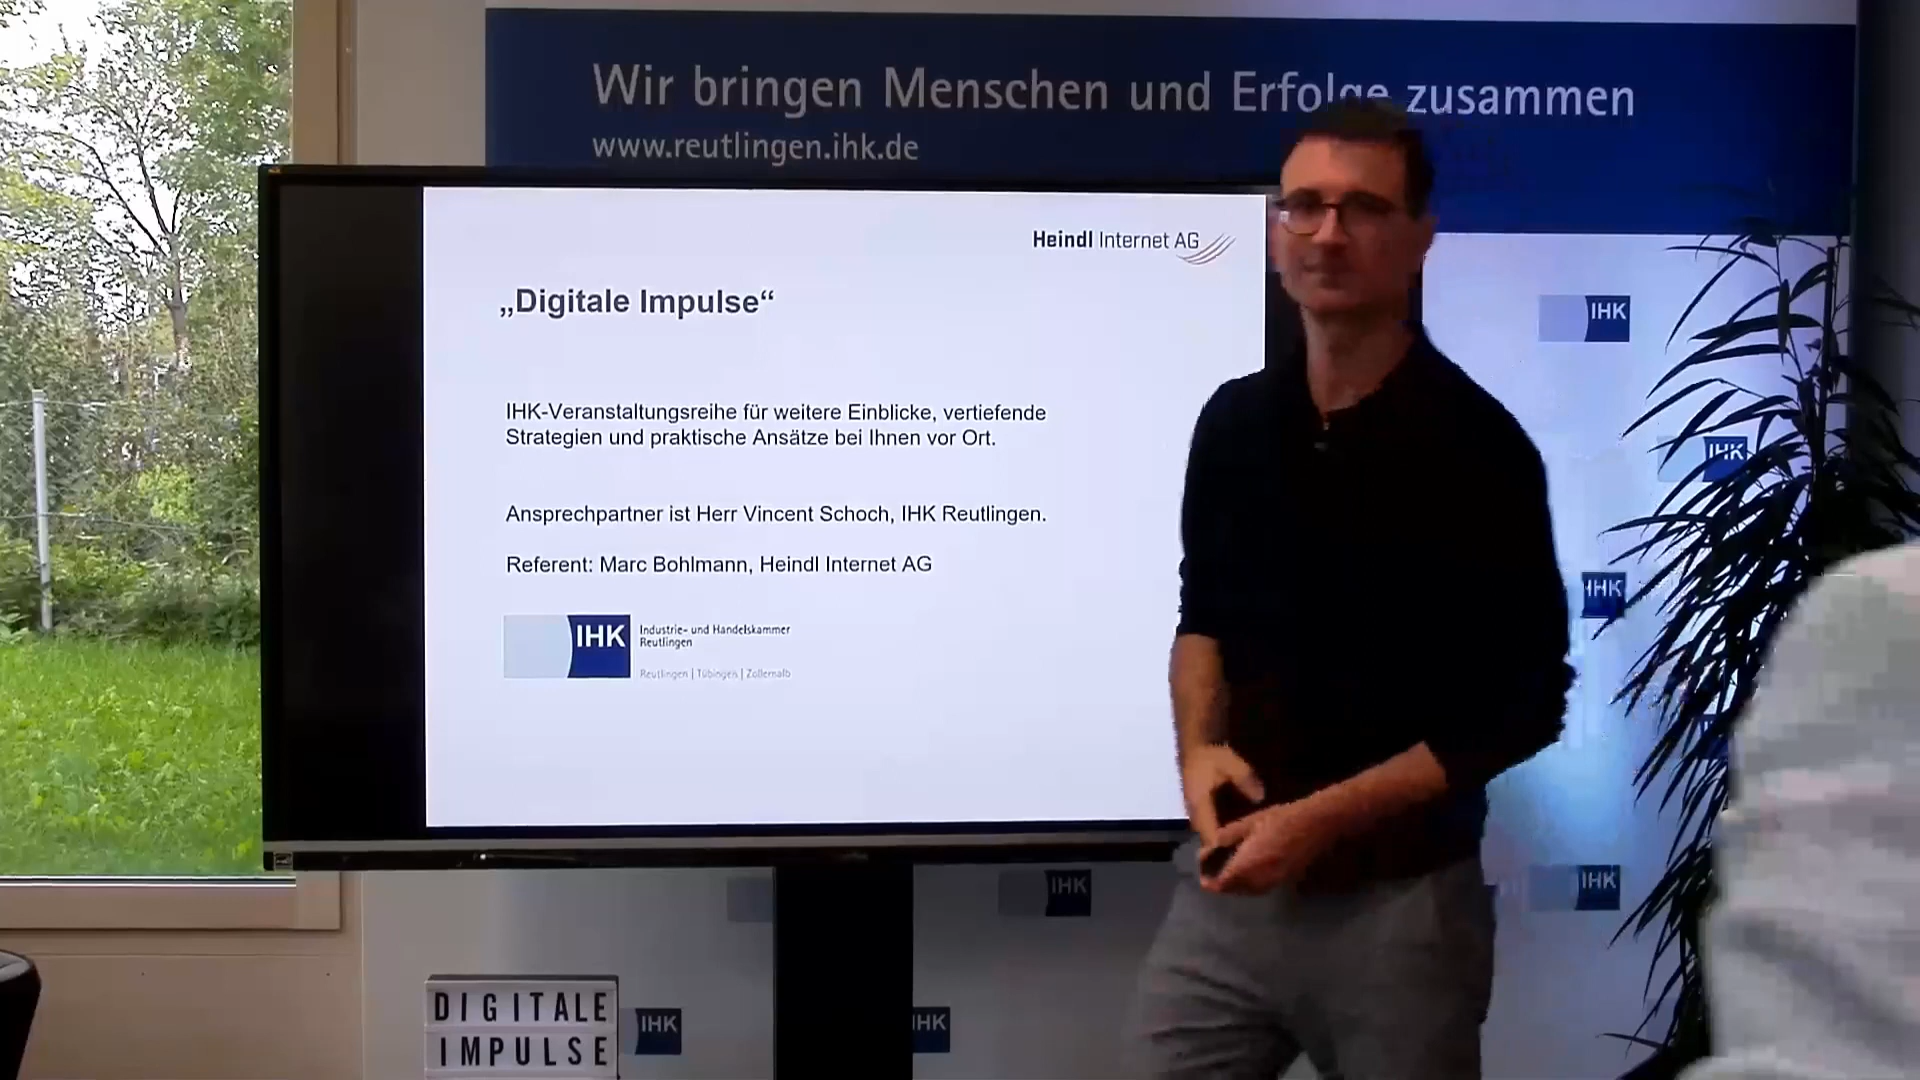 Wir bringen Menschen und Erfolge zusammen
www.reutlingen.ihk.de
Heindl Internet AG
„Digitale Impulse“
IHK-Veranstaltungsreihe für weitere Einblicke, vertiefende
Strategien und praktische Ansätze bei Ihnen vor Ort.
Ansprechpartner ist Herr Vincent Schoch, IHK Reutlingen.
Referent: Marc Bohlmann, Heindl Internet AG
IHK
Industrie- und Handelskammer
Reutlingen
Reutlingen | Tübingen | Zollernalb
IHK
IHK
IHK
IHK
IHK
IHK
IHK
DIGITALE
IMPULSE